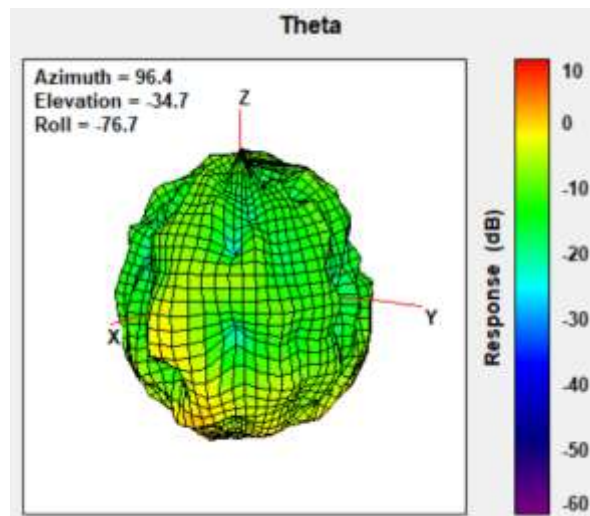 Theta
Azimuth = 96.4
Elevation = -34.7
Roll = -76.7
Z
X
Y
10
0
-10
-20
-30
-40
-50
-60
Response (dB)